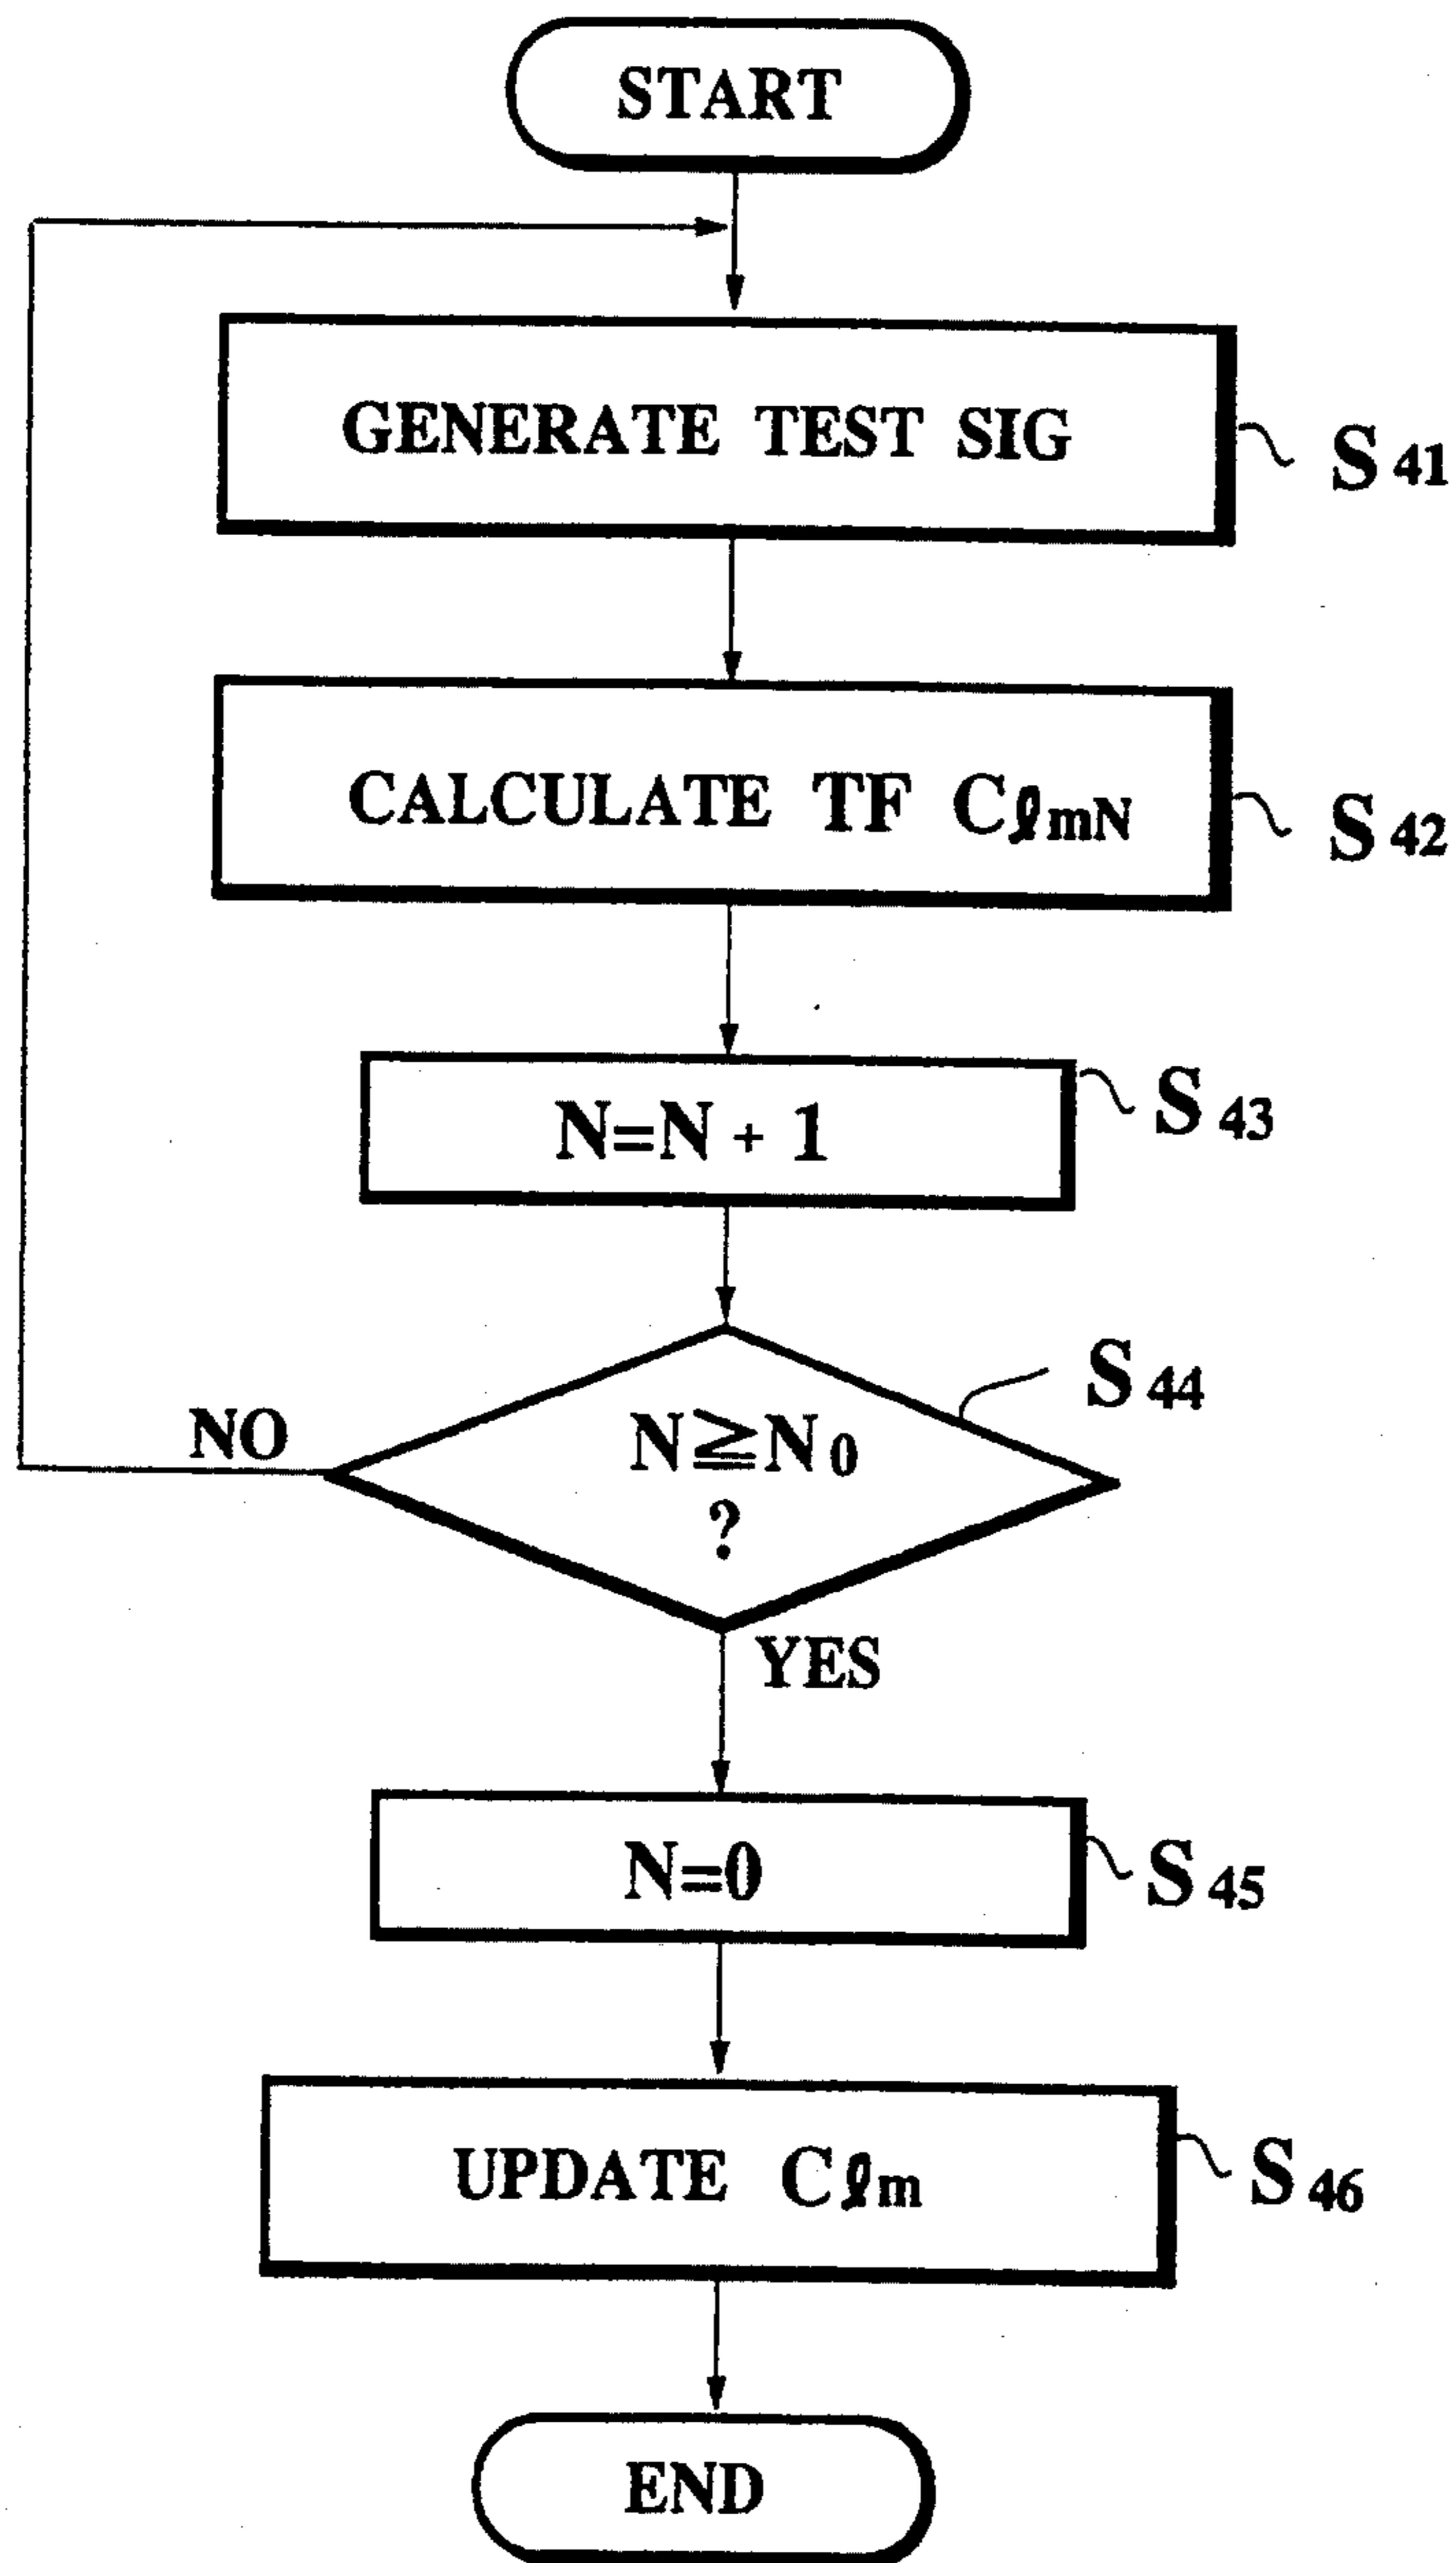 START
GENERATE TEST SIG
S41
CALCULATE TF CℓmN
S42
N=N + 1
S43
S44
N≧N0
?
NO
YES
N=0
S45
UPDATE Cℓm
S46
END